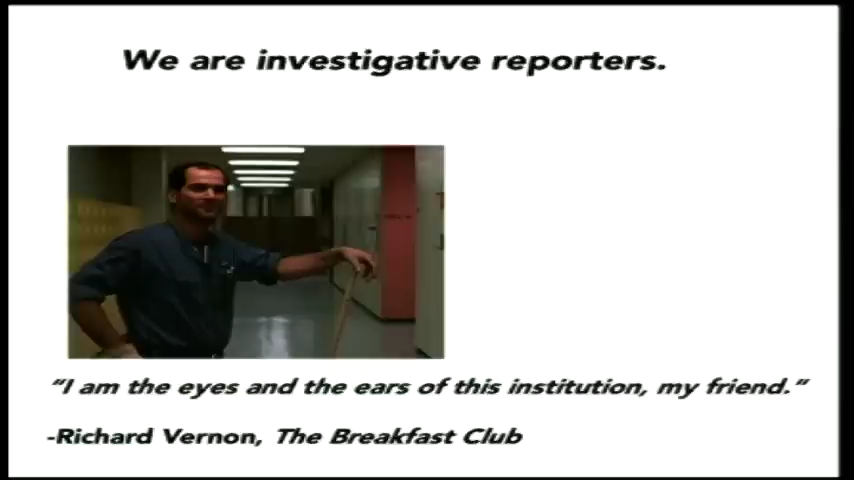 We are investigative reporters.
“I am the eyes and the ears of this institution, my friend.”
-Richard Vernon, The Breakfast Club